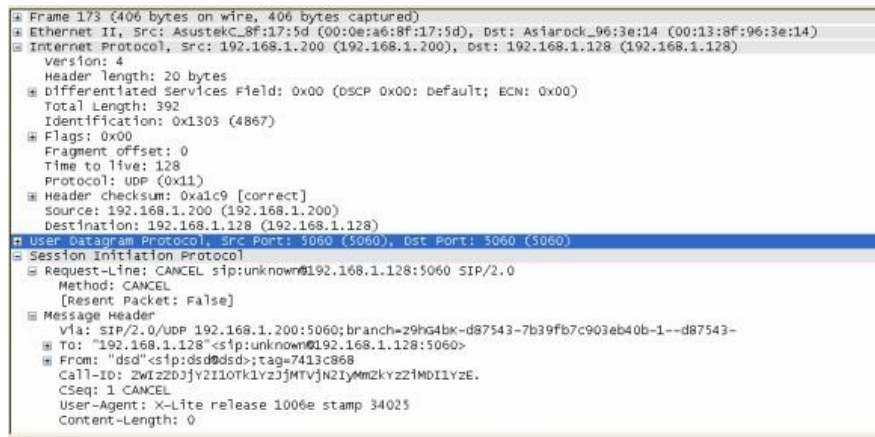 Frame 173 (406 bytes on wire, 406 bytes captured)
Ethernet II, Src: AsustekC_8f:17:5d (00:0e:a6:8f:17:5d), Dst: Asiarock_96:3e:14 (00:13:8f:96:3e:14)
Internet Protocol, Src: 192.168.1.200 (192.168.1.200), Dst: 192.168.1.128 (192.168.1.128)
Version: 4
Header length: 20 bytes
Differentiated Services Field: 0x00 (DSCP 0x00: Default; ECN: 0x00)
Total Length: 392
Identification: 0x1303 (4867)
Flags: 0x00
Fragment offset: 0
Time to live: 128
Protocol: UDP (0x11)
Header checksum: 0xa1c9 [correct]
Source: 192.168.1.200 (192.168.1.200)
Destination: 192.168.1.128 (192.168.1.128)
User Datagram Protocol, Src Port: 5060 (5060), Dst Port: 5060 (5060)
Session Initiation Protocol
Request-Line: CANCEL sip:unknown@192.168.1.128:5060 SIP/2.0
Method: CANCEL
[Resent Packet: False]
Message Header
Via: SIP/2.0/UDP 192.168.1.200:5060;branch=z9hG4bK-d87543-7b39fb7c903eb40b-1--d87543-
To: "192.168.1.128"<sip:unknown@192.168.1.128:5060>
From: "dsd"<sip:dsd@dsd>;tag=7413c868
Call-ID: ZWIzZDJjY2I1OTk1YzJjMTVjN2IyMmZkYzZiMDI1YzE.
CSeq: 1 CANCEL
User-Agent: X-Lite release 1006e stamp 34025
Content-Length: 0